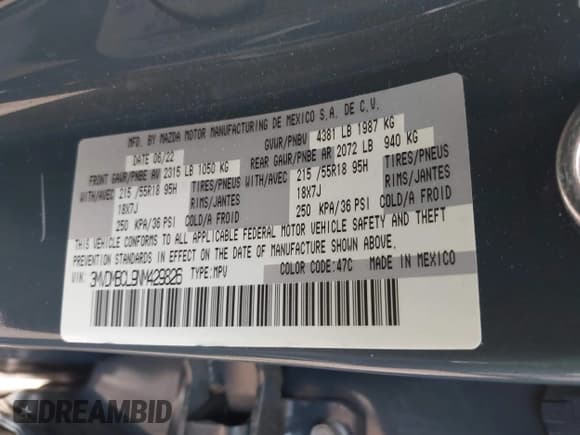 MFD. BY MAZDA MOTOR MANUFACTURING DE MEXICO S.A. DE C.V.
DATE 06/22 GVWR/PNBV 4381 LB 1987 KG
FRONT GAWR/PNBE AV 2315 LB 1050 KG REAR GAWR/PNBE AR 2072 LB 940 KG
WITH/AVEC 215 /55R18 95H TIRES/PNEUS WITH/AVEC 215 /55R18 95H TIRES/PNEUS
18X7J RIMS/JANTES 18X7J RIMS/JANTES
250 KPA/36 PSI COLD/A FROID 250 KPA/36 PSI COLD/A FROID
THIS VEHICLE CONFORMS TO ALL APPLICABLE FEDERAL MOTOR VEHICLE SAFETY AND THEFT
PREVENTION STANDARDS IN EFFECT ON THE DATE OF MANUFACTURE SHOWN ABOVE.
VIN: 3MVDMBCL9NM429826 TYPE:MPV COLOR CODE:47C MADE IN MEXICO
DREAMBID